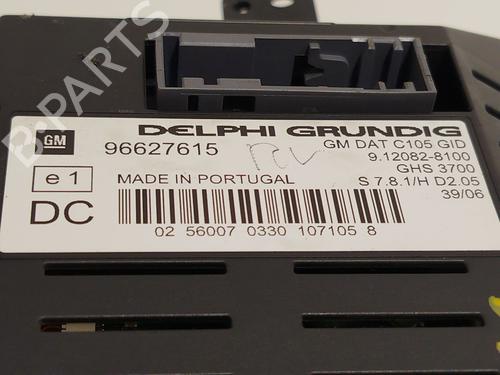 B-PARTS
DELPHI GRUNDIG
GM
96627615
GM DAT C105 GID
9.12082-8100
e 1
GHS 3700
MADE IN PORTUGAL
S 7.8.1/H D2.05
DC
39/06
02 56007 0330 107105 8